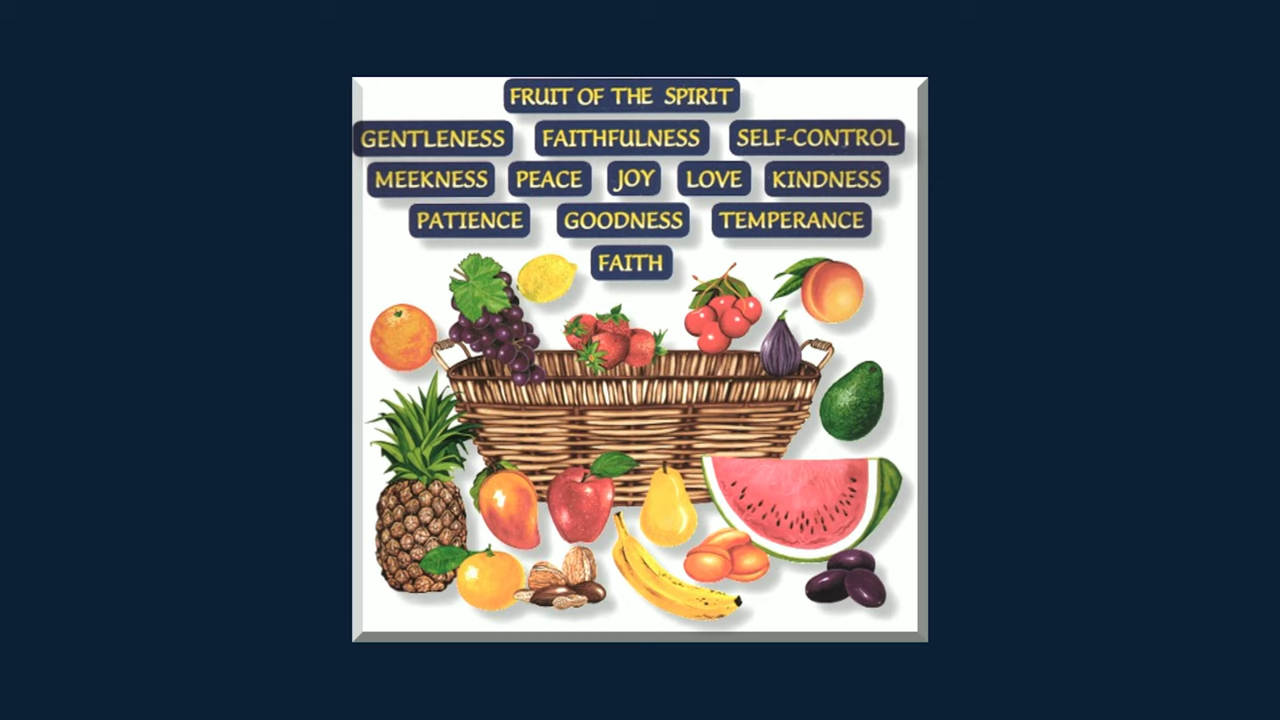 FRUIT OF THE SPIRIT
GENTLENESS FAITHFULNESS SELF-CONTROL
MEEKNESS PEACE JOY LOVE KINDNESS
PATIENCE GOODNESS TEMPERANCE
FAITH